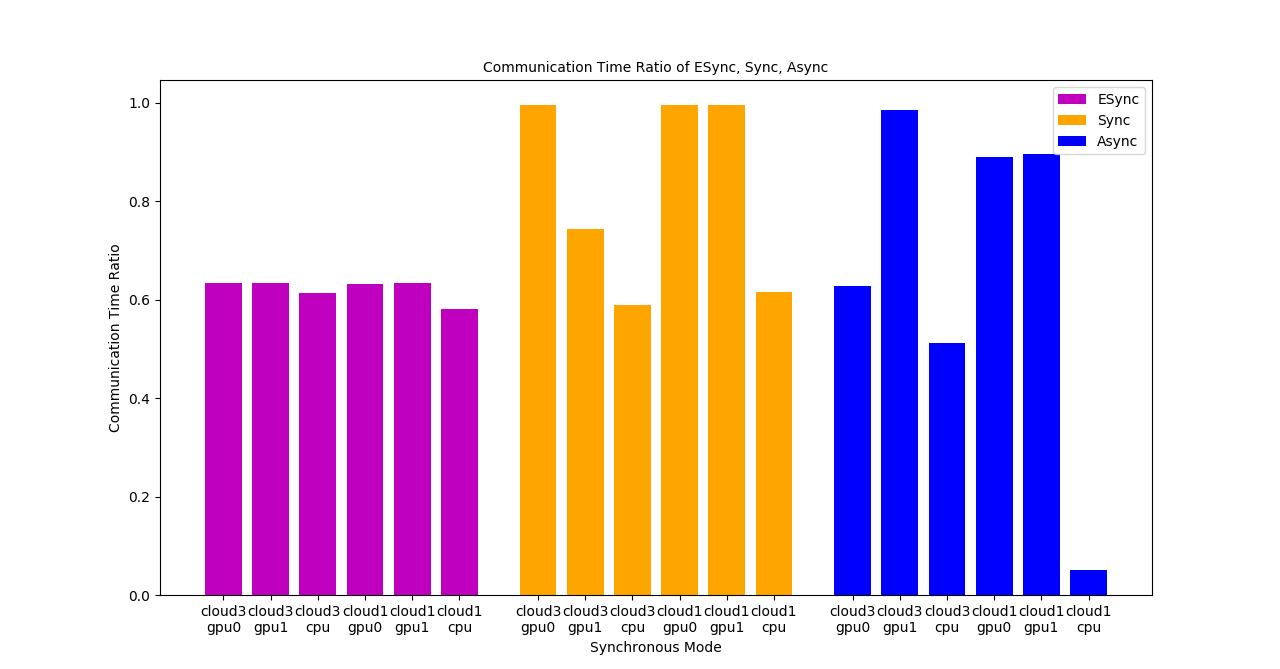 Communication Time Ratio of ESync, Sync, Async
ESync
Sync
Async
Communication Time Ratio
1.0
0.8
0.6
0.4
0.2
0.0
cloud3 cloud3 cloud3 cloud1 cloud1 cloud1 cloud3 cloud3 cloud3 cloud1 cloud1 cloud1 cloud3 cloud3 cloud3 cloud1 cloud1 cloud1
gpu0 gpu1 cpu gpu0 gpu1 cpu gpu0 gpu1 cpu gpu0 gpu1 cpu gpu0 gpu1 cpu gpu0 gpu1 cpu
Synchronous Mode